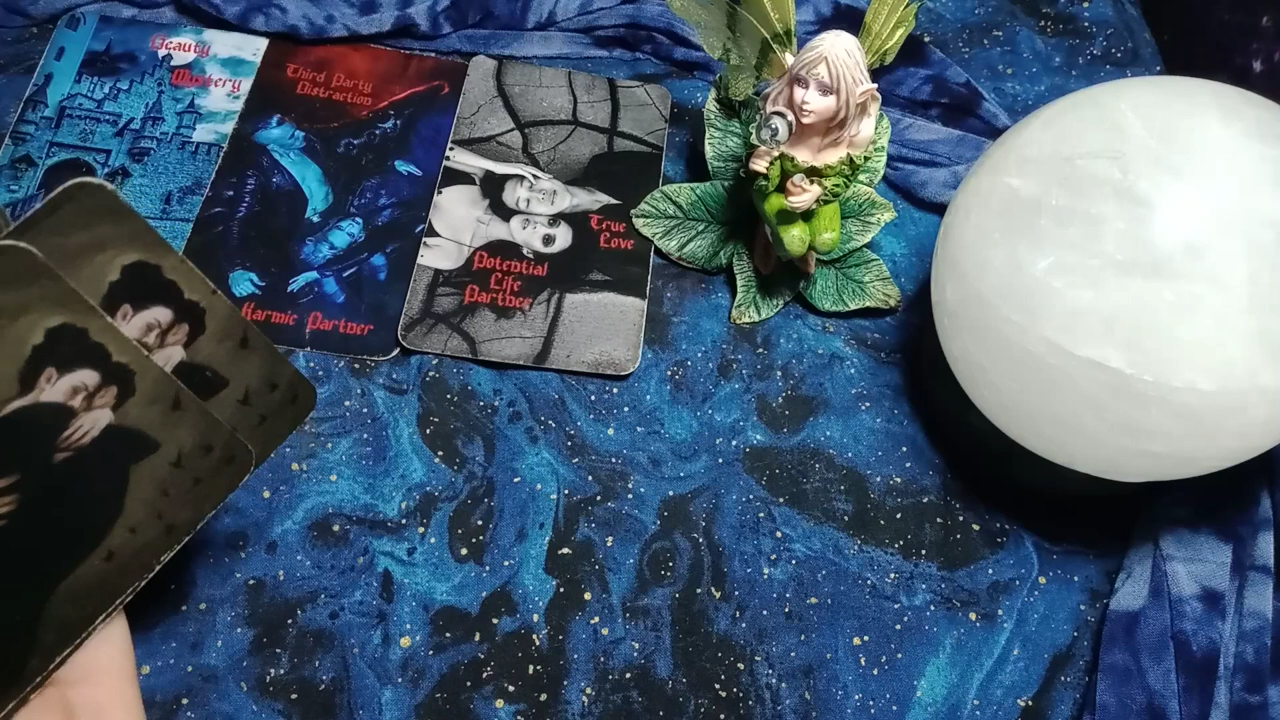 Beauty
Mystery
Third Party
Distraction
Karmic Partner
True
Love
Potential
Life
Partner